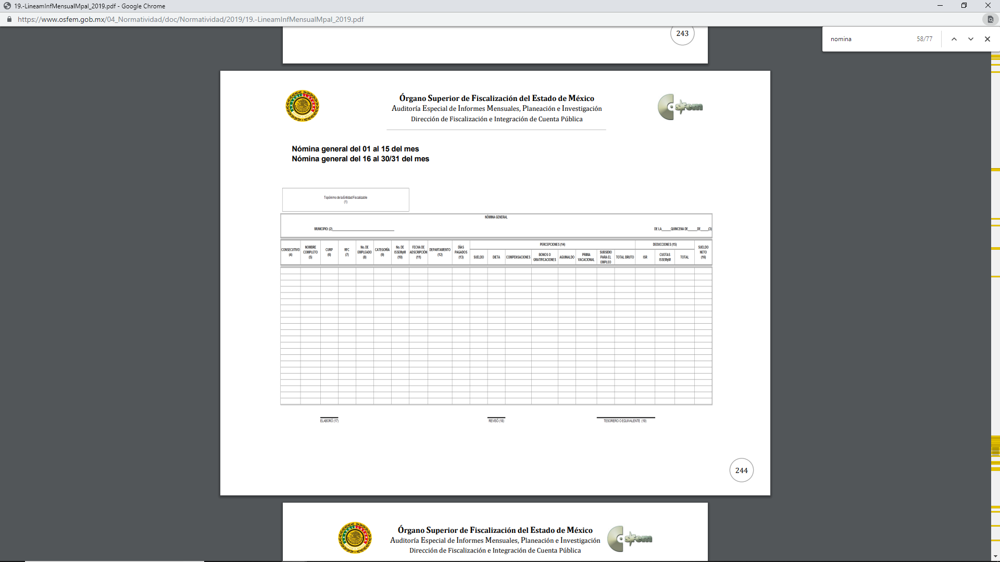 19.-LineamInfMensualMpal_2019.pdf - Google Chrome
https://www.osfem.gob.mx/04_Normatividad/doc/Normatividad/2019/19.-LineamInfMensualMpal_2019.pdf
nomina 58/77
243
Órgano Superior de Fiscalización del Estado de México
Auditoría Especial de Informes Mensuales, Planeación e Investigación
Dirección de Fiscalización e Integración de Cuenta Pública
osfem
Nómina general del 01 al 15 del mes
Nómina general del 16 al 30/31 del mes
Topónimo de la Entidad Fiscalizable
(1)
NÓMINA GENERAL
MUNICIPIO: (2)____ DE LA____QUINCENA DE____DE____(3)
CONSECUTIVO (4)
NOMBRE COMPLETO (5)
CURP (6)
RFC (7)
No. DE EMPLEADO (8)
CATEGORÍA (9)
No. DE ISSEMyM (10)
FECHA DE ADSCRIPCIÓN (11)
DEPARTAMENTO (12)
DÍAS PAGADOS (13)
PERCEPCIONES (14)
SUELDO
DIETA
COMPENSACIONES
BONOS O GRATIFICACIONES
AGUINALDO
PRIMA VACACIONAL
SUBSIDIO PARA EL EMPLEO
TOTAL BRUTO
DEDUCCIONES (15)
ISR
CUOTAS ISSEMyM
TOTAL
SUELDO NETO (16)
ELABORÓ (17)
REVISÓ (18)
TESORERO O EQUIVALENTE (19)
244
Órgano Superior de Fiscalización del Estado de México
Auditoría Especial de Informes Mensuales, Planeación e Investigación
Dirección de Fiscalización e Integración de Cuenta Pública
osfem